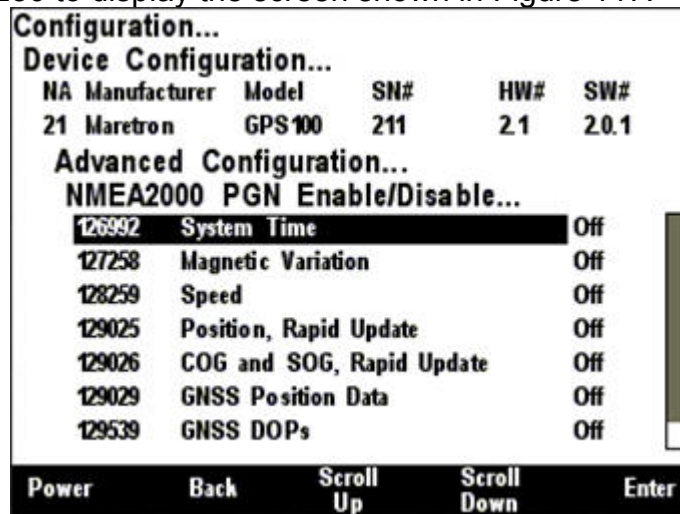 Configuration...
Device Configuration...
NA Manufacturer Model SN# HW# SW#
21 Maretron GPS100 211 2.1 2.0.1
Advanced Configuration...
NMEA2000 PGN Enable/Disable...
126992 System Time Off
127258 Magnetic Variation Off
128259 Speed Off
129025 Position, Rapid Update Off
129026 COG and SOG, Rapid Update Off
129029 GNSS Position Data Off
129539 GNSS DOPs Off
Power Back Scroll Up Scroll Down Enter